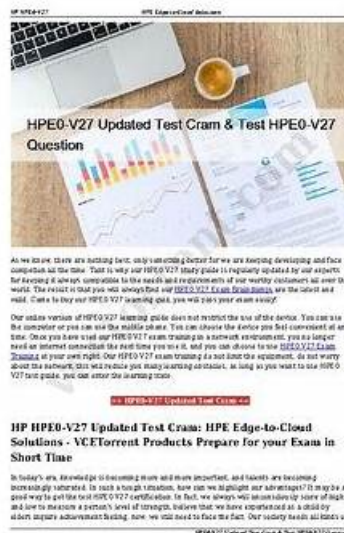 HP HPE0-V27
HPE Edge-to-Cloud Solutions
HPE0-V27 Updated Test Cram & Test HPE0-V27
Question
As we know, there are nothing best, only something better for we are keeping developing and face
competion all the time. That is why our HPE0-V27 study guide is regularly updated by our experts
for keeping it always compatible to the needs and requirements of our worthy customers all over the
world. The result is that you will always find our HPE0-V27 Exam Braindumps are the latest and
valid. Come to buy our HPE0-V27 learning quiz, you will pass your exam easily!
Our online version of HPE0-V27 learning guide does not restrict the use of the device. You can use
the computer or you can use the mobile phone. You can choose the device you feel convenient at any
time. Once you have used our HPE0-V27 exam training in a network environment, you no longer
need an internet connection the next time you use it, and you can choose to use HPE0-V27 Exam
Training at your own right. Our HPE0-V27 exam training do not limit the equipment, do not worry
about the network, this will reduce you many learning obstacles, as long as you want to use HPE0-
V27 test guide, you can enter the learning state.
>> HPE0-V27 Updated Test Cram <<
HP HPE0-V27 Updated Test Cram: HPE Edge-to-Cloud
Solutions - VCETorrent Products Prepare for your Exam in
Short Time
In today's era, knowledge is becoming more and more important, and talents are becoming
increasingly saturated. In such a tough situation, how can we highlight our advantages? It may be a
good way to get the test HPE0-V27 certification. In fact, we always will unconsciously score of high
and low to measure a person's level of strength, believe that we have experienced as a child by
elders inquire achievement feeling, now, we still need to face the fact. Our society needs all kinds of